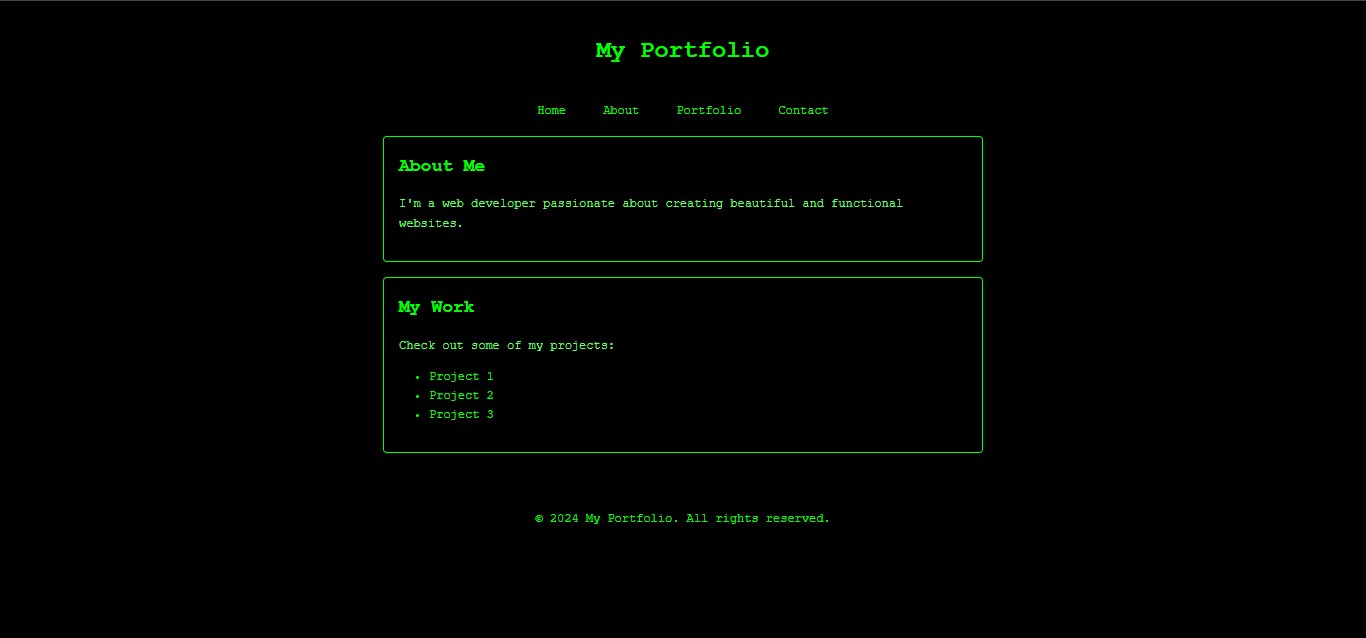 My Portfolio
Home About Portfolio Contact
About Me
I'm a web developer passionate about creating beautiful and functional
websites.
My Work
Check out some of my projects:
• Project 1
• Project 2
• Project 3
© 2024 My Portfolio. All rights reserved.